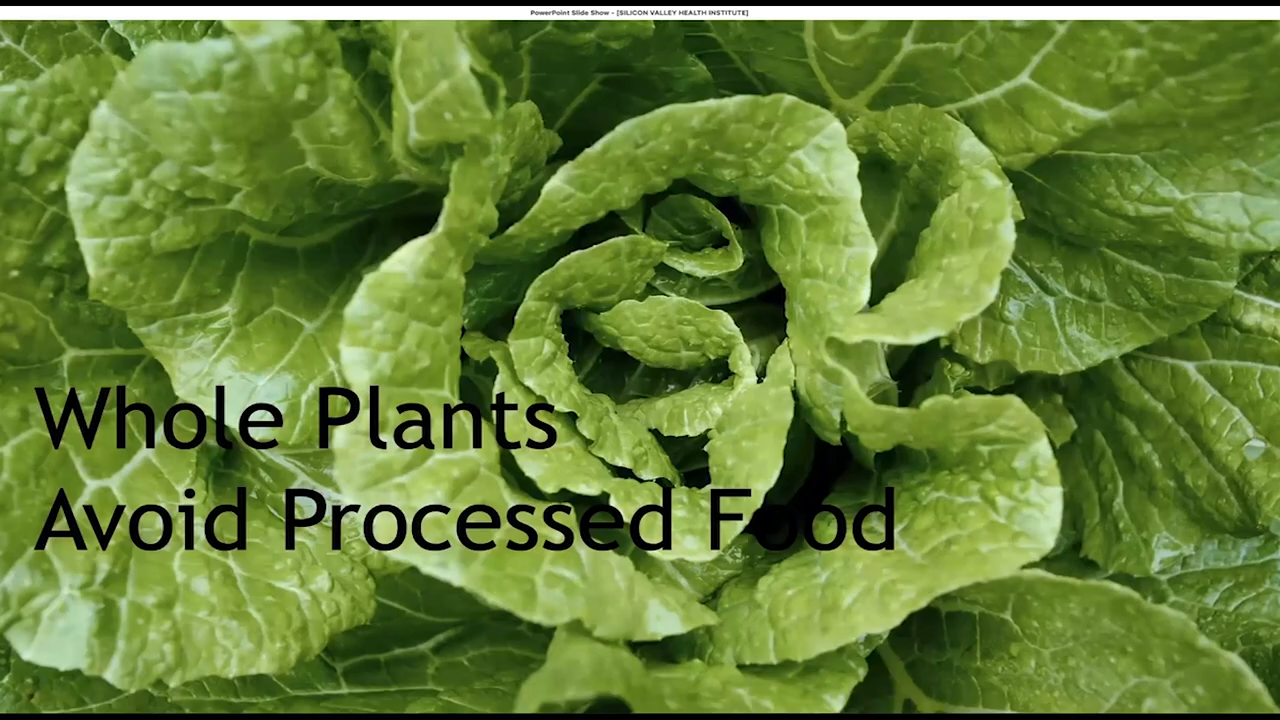 PowerPoint Slide Show - [SILICON VALLEY HEALTH INSTITUTE]
Whole Plants
Avoid Processed Food